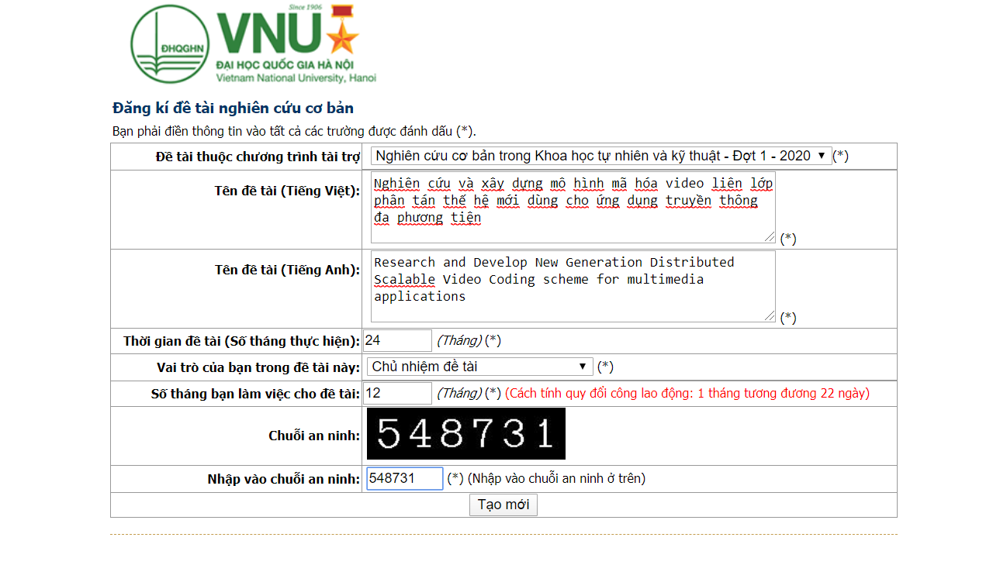 Since 1906
ĐHQGHN
VNU
ĐẠI HỌC QUỐC GIA HÀ NỘI
Vietnam National University, Hanoi
Đăng kí đề tài nghiên cứu cơ bản
Bạn phải điền thông tin vào tất cả các trường được đánh dấu (*).
Đề tài thuộc chương trình tài trợ Nghiên cứu cơ bản trong Khoa học tự nhiên và kỹ thuật - Đợt 1 - 2020 ▼ (*)
Tên đề tài (Tiếng Việt): Nghiên cứu và xây dựng mô hình mã hóa video liên lớp
phân tán thế hệ mới dùng cho ứng dụng truyền thông
đa phương tiện
(*)
Tên đề tài (Tiếng Anh): Research and Develop New Generation Distributed
Scalable Video Coding scheme for multimedia
applications
(*)
Thời gian đề tài (Số tháng thực hiện): 24 (Tháng) (*)
Vai trò của bạn trong đề tài này: Chủ nhiệm đề tài ▼ (*)
Số tháng bạn làm việc cho đề tài: 12 (Tháng) (*) (Cách tính quy đổi công lao động: 1 tháng tương đương 22 ngày)
Chuỗi an ninh: 548731
Nhập vào chuỗi an ninh: 548731 (*) (Nhập vào chuỗi an ninh ở trên)
Tạo mới